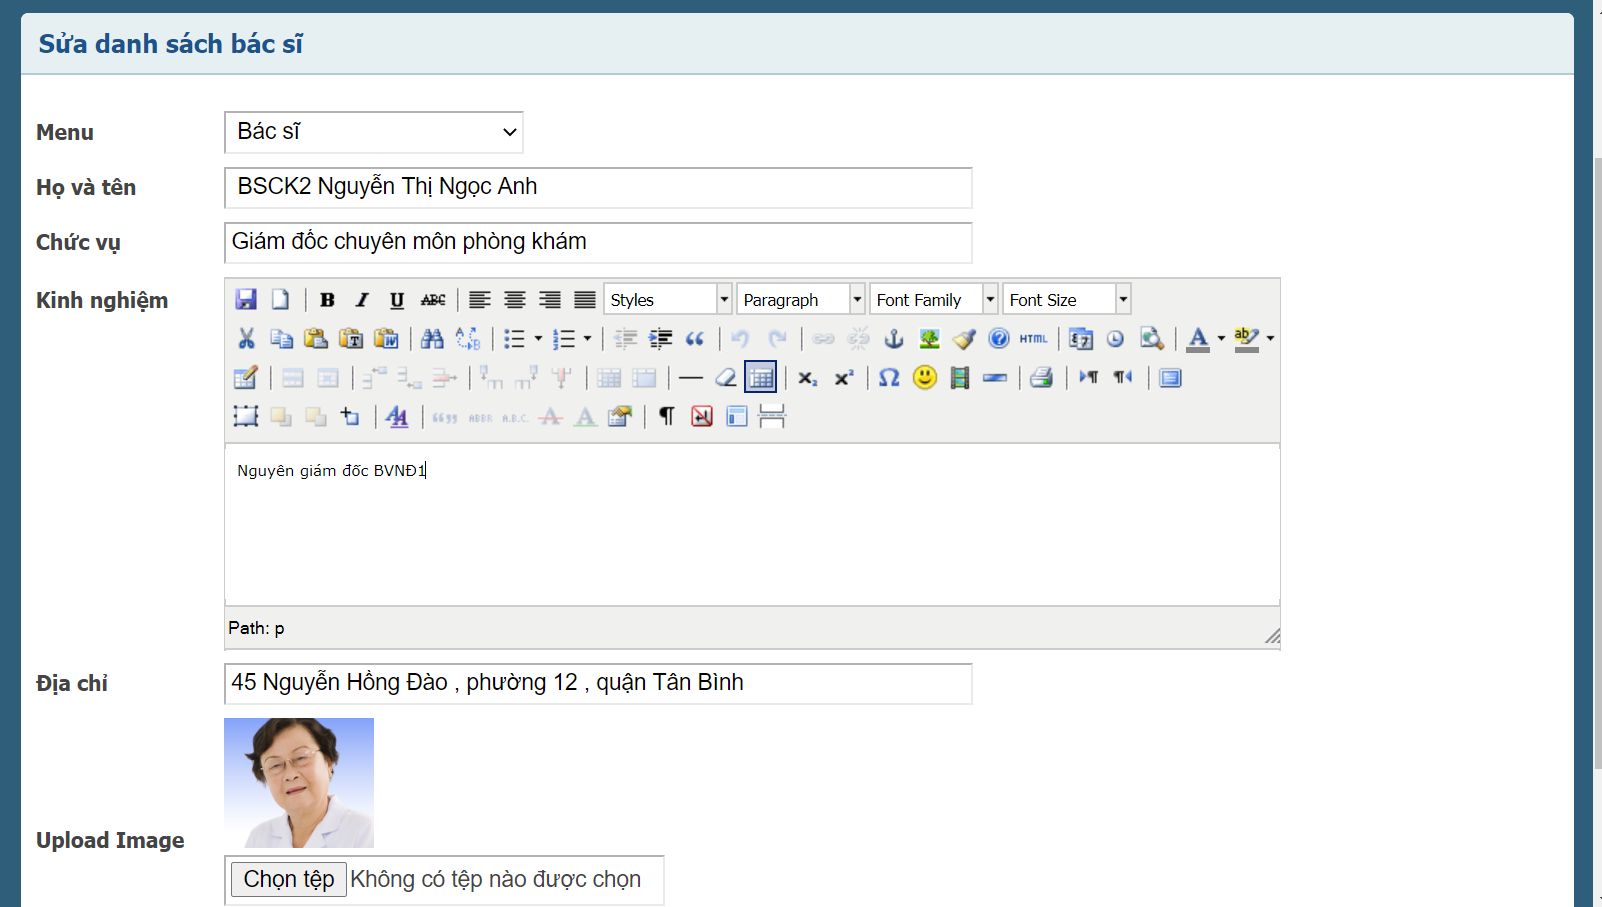 Sửa danh sách bác sĩ
Menu
Bác sĩ
Họ và tên
BSCK2 Nguyễn Thị Ngọc Anh
Chức vụ
Giám đốc chuyên môn phòng khám
Kinh nghiệm
B I U ABC Styles Paragraph Font Family Font Size
HTML
Nguyên giám đốc BVNĐ1
Path: p
Địa chỉ
45 Nguyễn Hồng Đào , phường 12 , quận Tân Bình
Upload Image
Chọn tệp Không có tệp nào được chọn